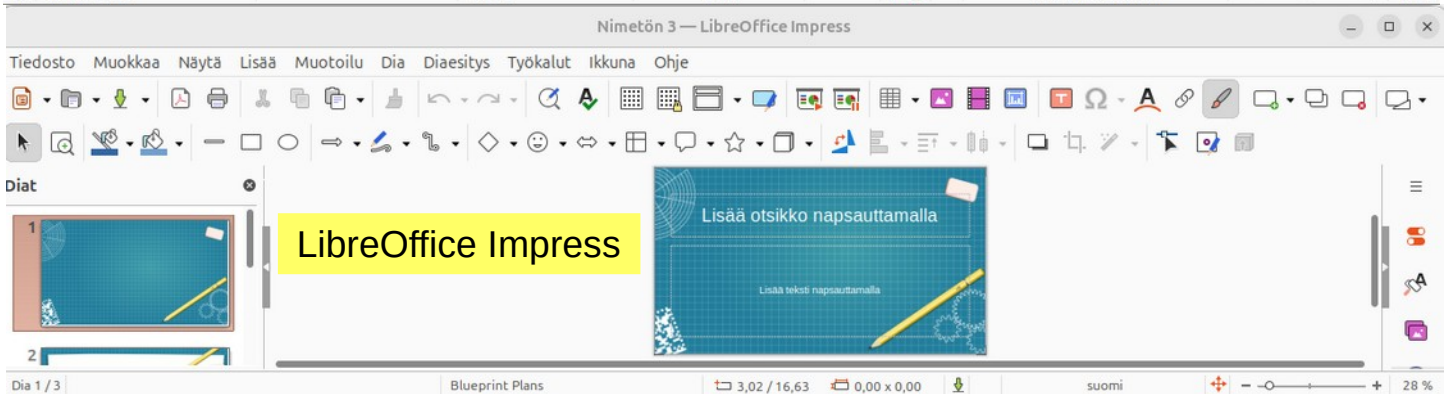 Nimetön 3 — LibreOffice Impress
Tiedosto Muokkaa Näytä Lisää Muotoilu Dia Diaesitys Työkalut Ikkuna Ohje
Diat
1
LibreOffice Impress
Lisää otsikko napsauttamalla
Lisää teksti napsauttamalla
2
Dia 1 / 3 Blueprint Plans 3,02 / 16,63 0,00 x 0,00 suomi 28 %